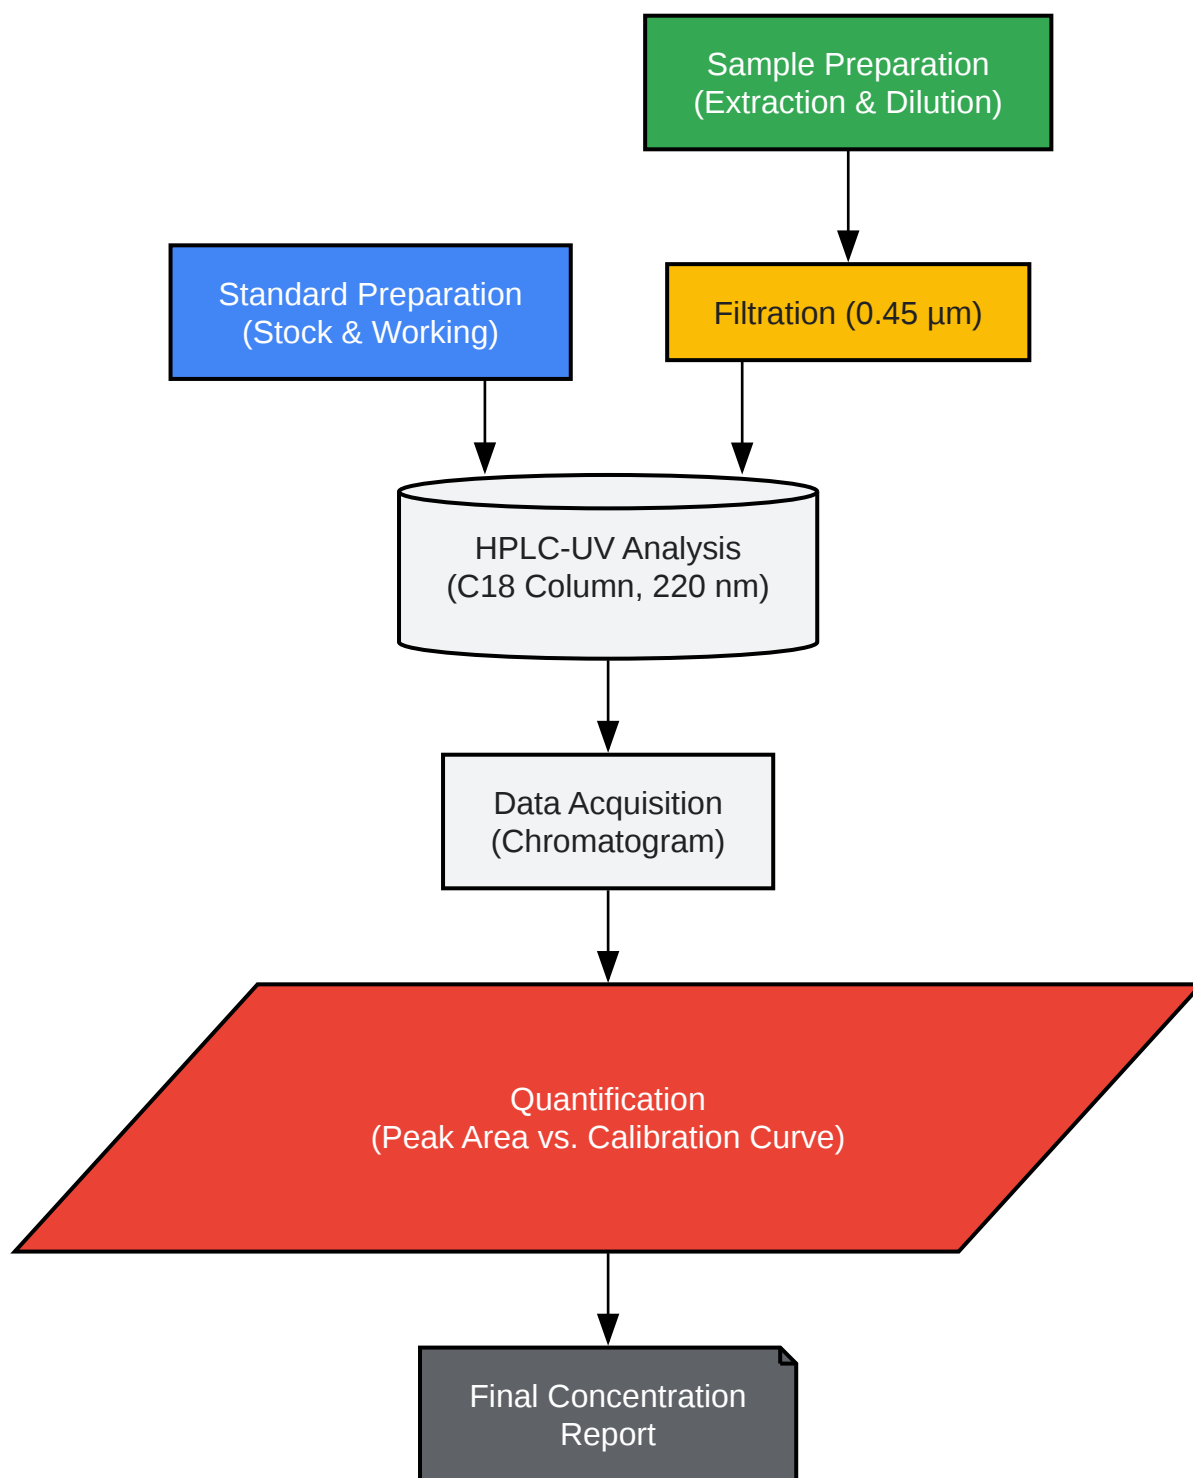 Sample Preparation
(Extraction & Dilution)
Standard Preparation
(Stock & Working)
Filtration (0.45 µm)
HPLC-UV Analysis
(C18 Column, 220 nm)
Data Acquisition
(Chromatogram)
Quantification
(Peak Area vs. Calibration Curve)
Final Concentration
Report